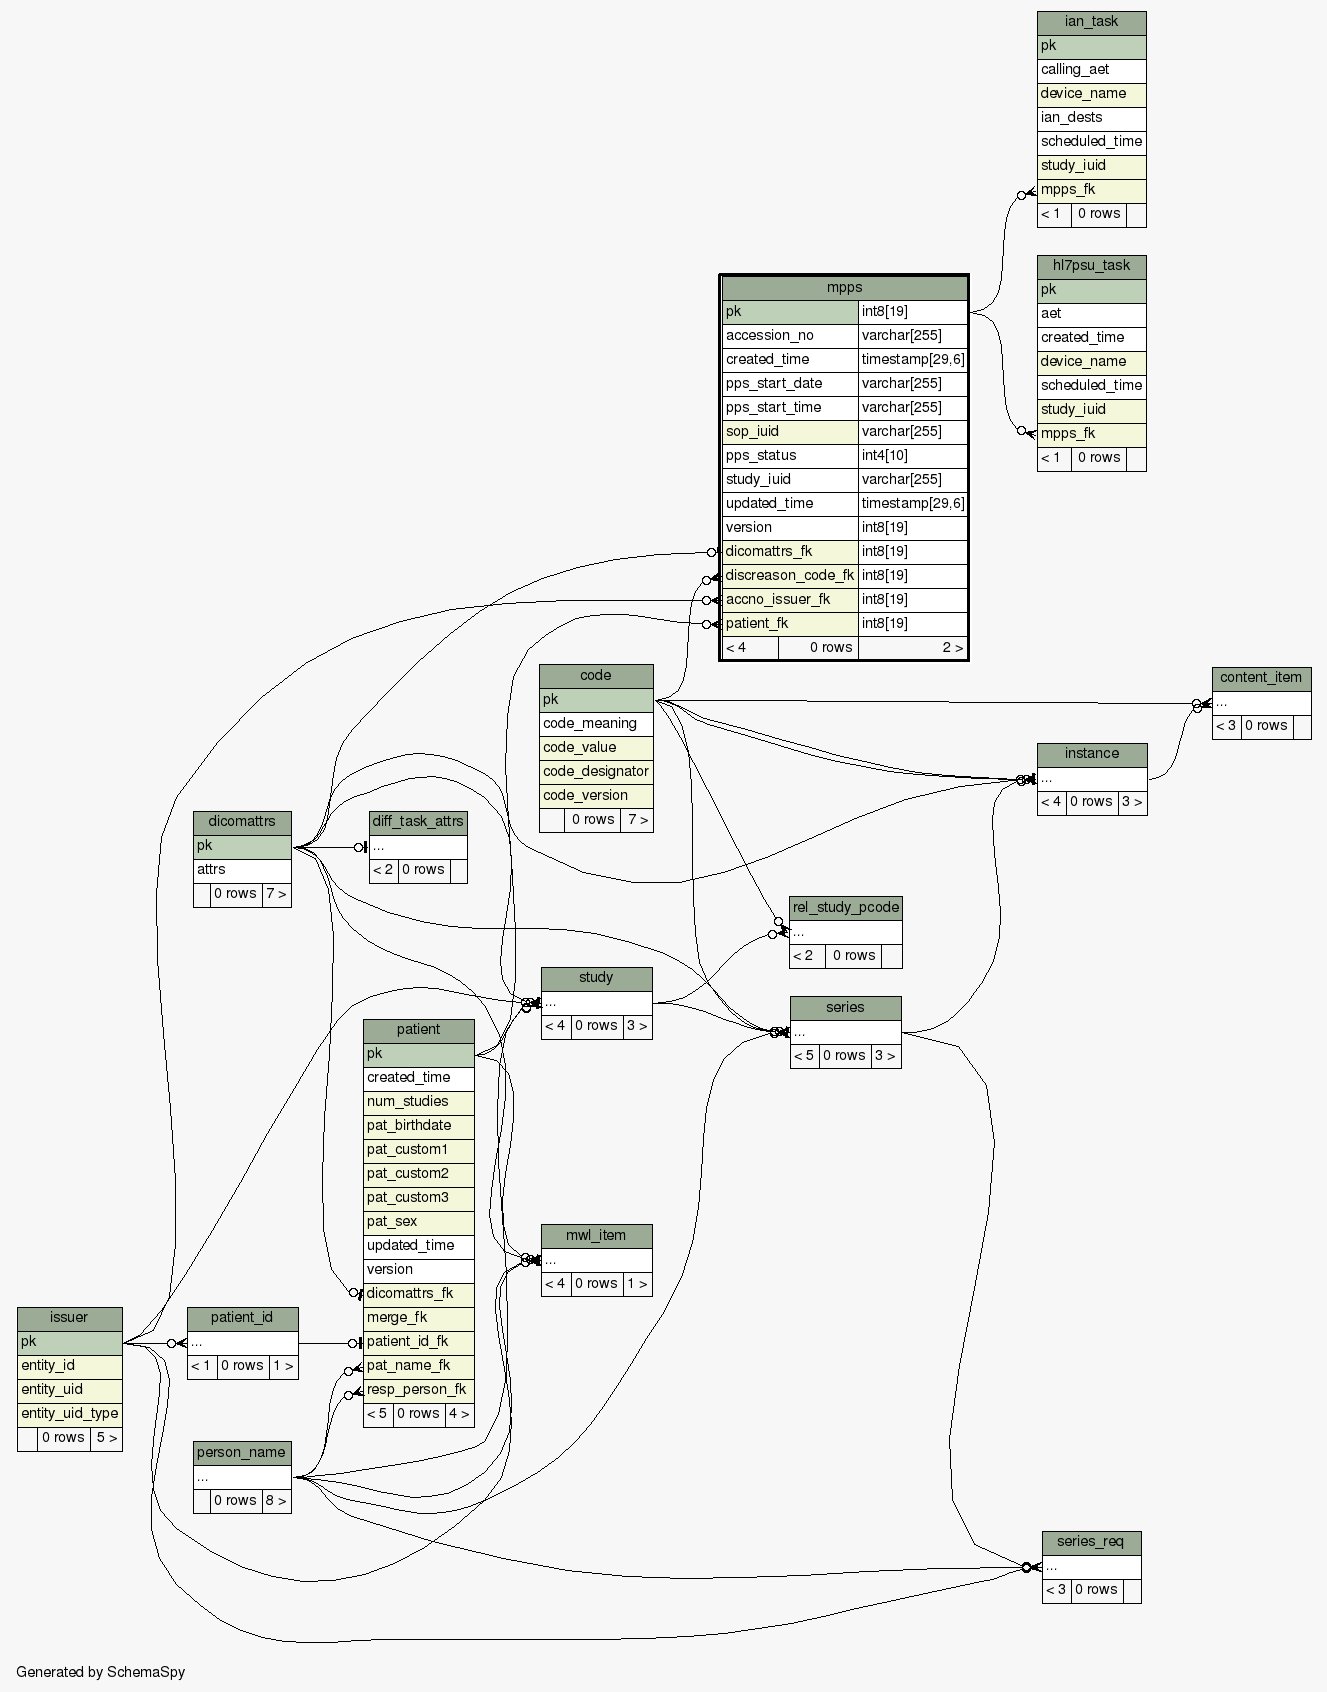 ian_task
pk
calling_aet
device_name
ian_dests
scheduled_time
study_iuid
mpps_fk
< 1 0 rows
hl7psu_task
pk
aet
created_time
device_name
scheduled_time
study_iuid
mpps_fk
< 1 0 rows
mpps
pk int8[19]
accession_no varchar[255]
created_time timestamp[29,6]
pps_start_date varchar[255]
pps_start_time varchar[255]
sop_iuid varchar[255]
pps_status int4[10]
study_iuid varchar[255]
updated_time timestamp[29,6]
version int8[19]
dicomattrs_fk int8[19]
discreason_code_fk int8[19]
accno_issuer_fk int8[19]
patient_fk int8[19]
< 4 0 rows 2 >
code
pk
code_meaning
code_value
code_designator
code_version
0 rows 7 >
content_item
...
< 3 0 rows
instance
...
< 4 0 rows 3 >
dicomattrs
pk
attrs
0 rows 7 >
diff_task_attrs
...
< 2 0 rows
rel_study_pcode
...
< 2 0 rows
study
...
< 4 0 rows 3 >
series
...
< 5 0 rows 3 >
patient
pk
created_time
num_studies
pat_birthdate
pat_custom1
pat_custom2
pat_custom3
pat_sex
updated_time
version
dicomattrs_fk
merge_fk
patient_id_fk
pat_name_fk
resp_person_fk
< 5 0 rows 4 >
mwl_item
...
< 4 0 rows 1 >
issuer
pk
entity_id
entity_uid
entity_uid_type
0 rows 5 >
patient_id
...
< 1 0 rows 1 >
person_name
...
0 rows 8 >
series_req
...
< 3 0 rows
Generated by SchemaSpy